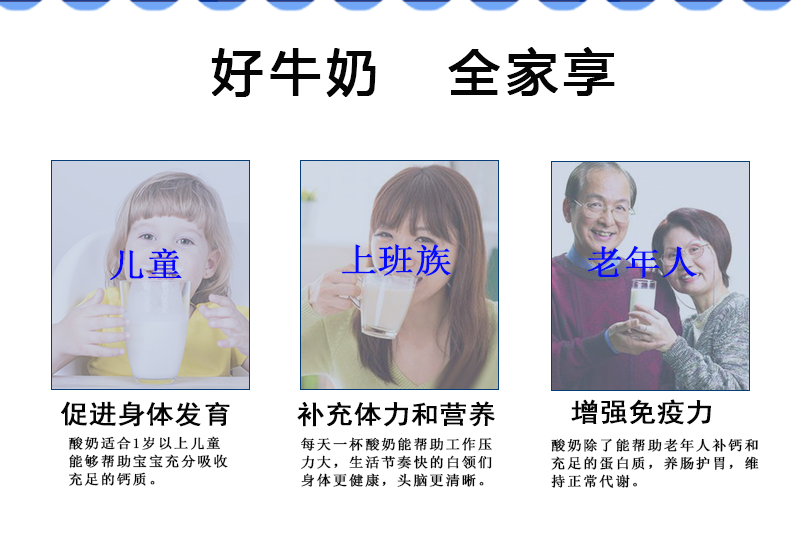 好牛奶 全家享
儿童
上班族
老年人
促进身体发育
酸奶适合1岁以上儿童
能够帮助宝宝充分吸收
充足的钙质。
补充体力和营养
每天一杯酸奶能帮助工作压
力大，生活节奏快的白领们
身体更健康，头脑更清晰。
增强免疫力
酸奶除了能帮助老年人补钙和
充足的蛋白质，养肠护胃，维
持正常代谢。